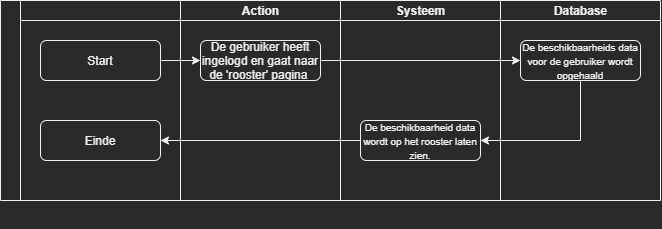 Action
Systeem
Database
Start
De gebruiker heeft
ingelogd en gaat naar
de 'rooster' pagina
De beschikbaarheids data
voor de gebruiker wordt
opgehaald
Einde
De beschikbaarheid data
wordt op het rooster laten
zien.